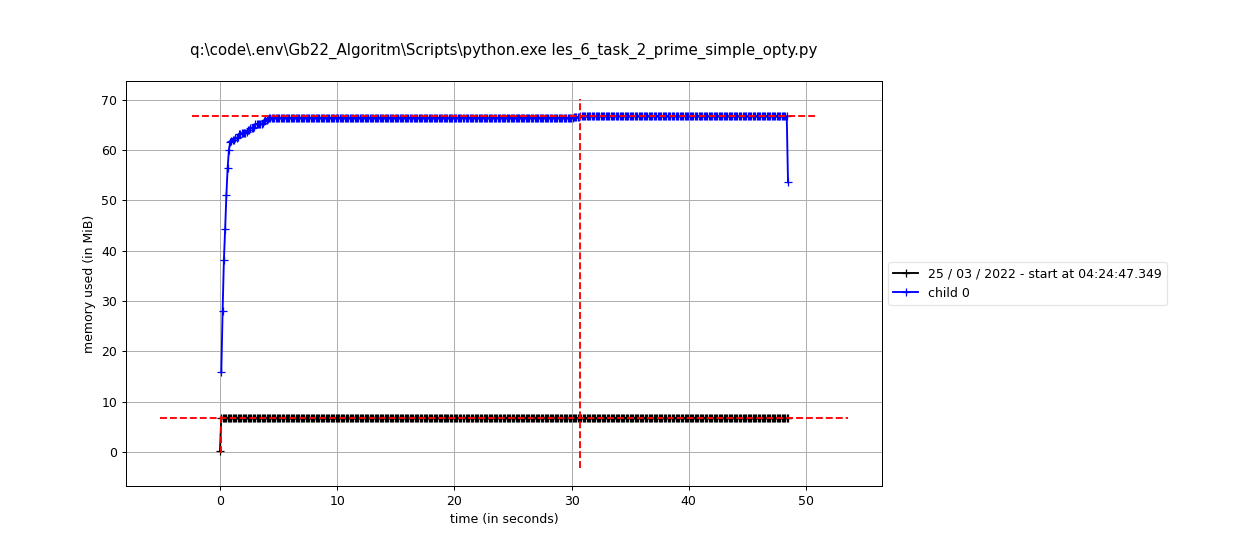 q:\code\.env\Gb22_Algoritm\Scripts\python.exe les_6_task_2_prime_simple_opty.py
70
60
50
40
30
20
10
0
memory used (in MiB)
0 10 20 30 40 50
time (in seconds)
25 / 03 / 2022 - start at 04:24:47.349
child 0